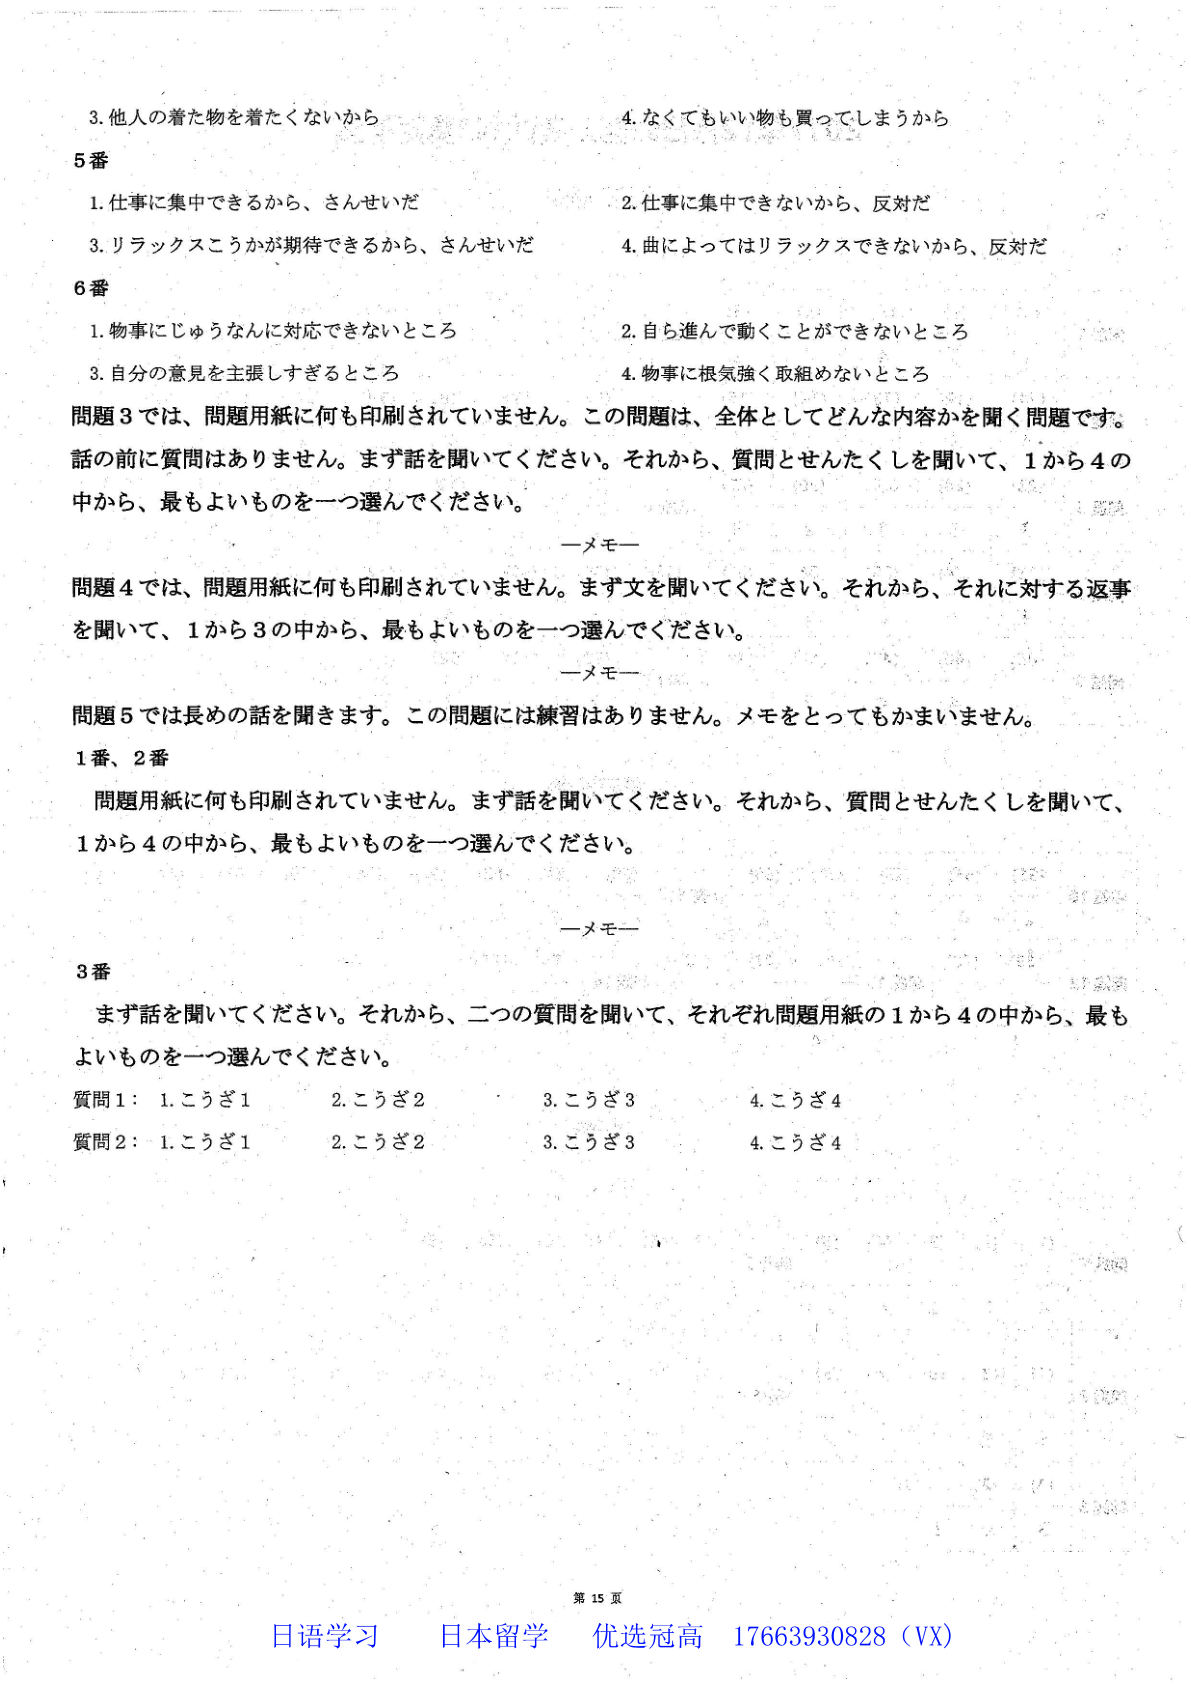 3. 他人の着た物を着たくないから 4. なくてもいい物も買ってしまうから
5番
1. 仕事に集中できるから、さんせいだ 2. 仕事に集中できないから、反対だ
3. リラックスこうかが期待できるから、さんせいだ 4. 曲によってはリラックスできないから、反対だ
6番
1. 物事にじゅうなんに対応できないところ 2. 自ら進んで動くことができないところ
3. 自分の意見を主張しすぎるところ 4. 物事に根気強く取組めないところ
問題3では、問題用紙に何も印刷されていません。この問題は、全体としてどんな内容かを聞く問題です。
話の前に質問はありません。まず話を聞いてください。それから、質問とせんたくしを聞いて、1から4の
中から、最もよいものを一つ選んでください。
―メモ―
問題4では、問題用紙に何も印刷されていません。まず文を聞いてください。それから、それに対する返事
を聞いて、1から3の中から、最もよいものを一つ選んでください。
―メモ―
問題5では長めの話を聞きます。この問題には練習はありません。メモをとってもかまいません。
1番、2番
問題用紙に何も印刷されていません。まず話を聞いてください。それから、質問とせんたくしを聞いて、
1から4の中から、最もよいものを一つ選んでください。
―メモ―
3番
まず話を聞いてください。それから、二つの質問を聞いて、それぞれ問題用紙の1から4の中から、最も
よいものを一つ選んでください。
質問1: 1. こうざ1 2. こうざ2 3. こうざ3 4. こうざ4
質問2: 1. こうざ1 2. こうざ2 3. こうざ3 4. こうざ4
第 15 页
日语学习 日本留学 优选冠高 17663930828（VX）